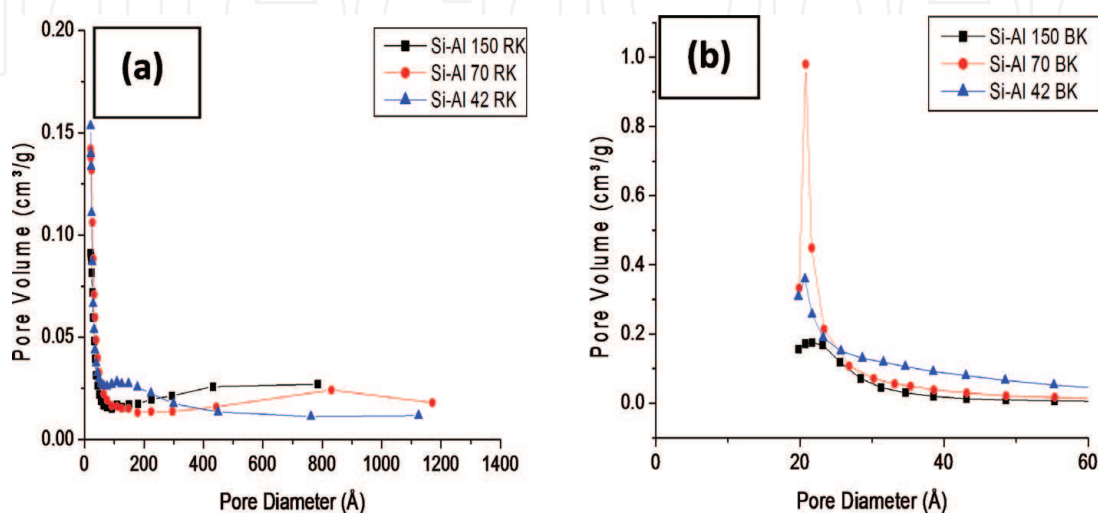 (a)
Si-Al 150 RK
Si-Al 70 RK
Si-Al 42 RK
0.20
0.15
0.10
0.05
0.00
Pore Volume (cm³/g)
0 200 400 600 800 1000 1200 1400
Pore Diameter (Å)
(b)
Si-Al 150 BK
Si-Al 70 BK
Si-Al 42 BK
1.0
0.8
0.6
0.4
0.2
0.0
Pore Volume (cm³/g)
0 20 40 60
Pore Diameter (Å)